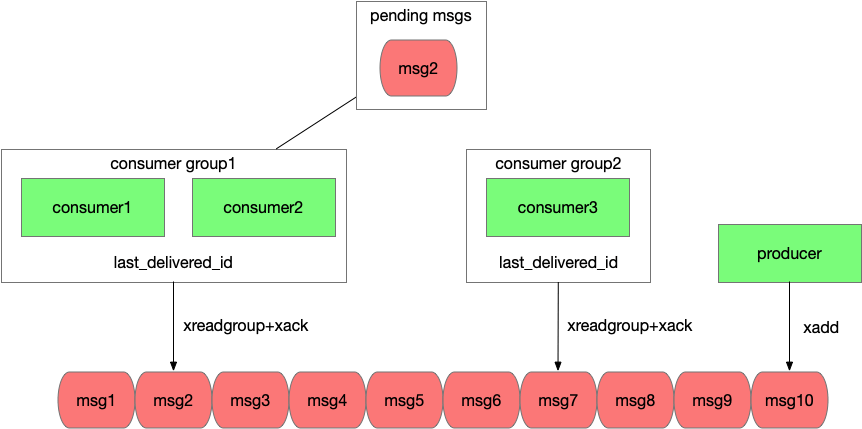 pending msgs
msg2
consumer group1
consumer1
consumer2
last_delivered_id
consumer group2
consumer3
last_delivered_id
producer
xreadgroup+xack
xreadgroup+xack
xadd
msg1
msg2
msg3
msg4
msg5
msg6
msg7
msg8
msg9
msg10